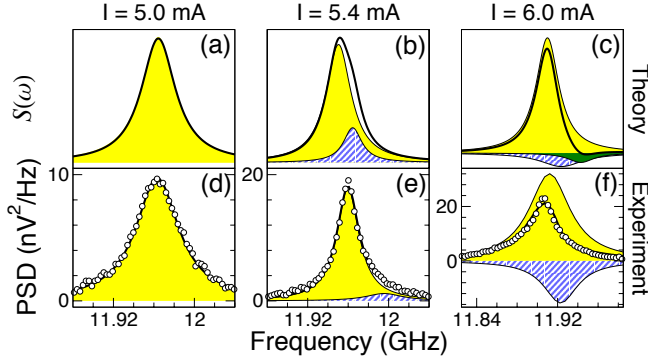 I = 5.0 mA I = 5.4 mA I = 6.0 mA
(a) (b) (c)
S(ω)
Theory
(d) (e) (f)
10 20 20
PSD (nV²/Hz)
Experiment
0 0 0
11.92 12 11.92 12 11.84 11.92
Frequency (GHz)